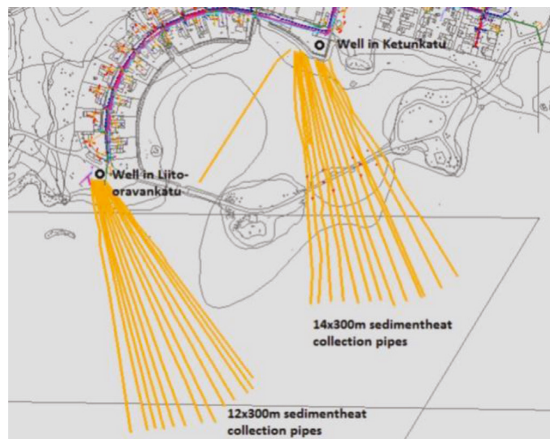 Well in Ketunkatu
Well in Liito-
oravankatu
14x300m sedimentheat
collection pipes
12x300m sedimentheat
collection pipes